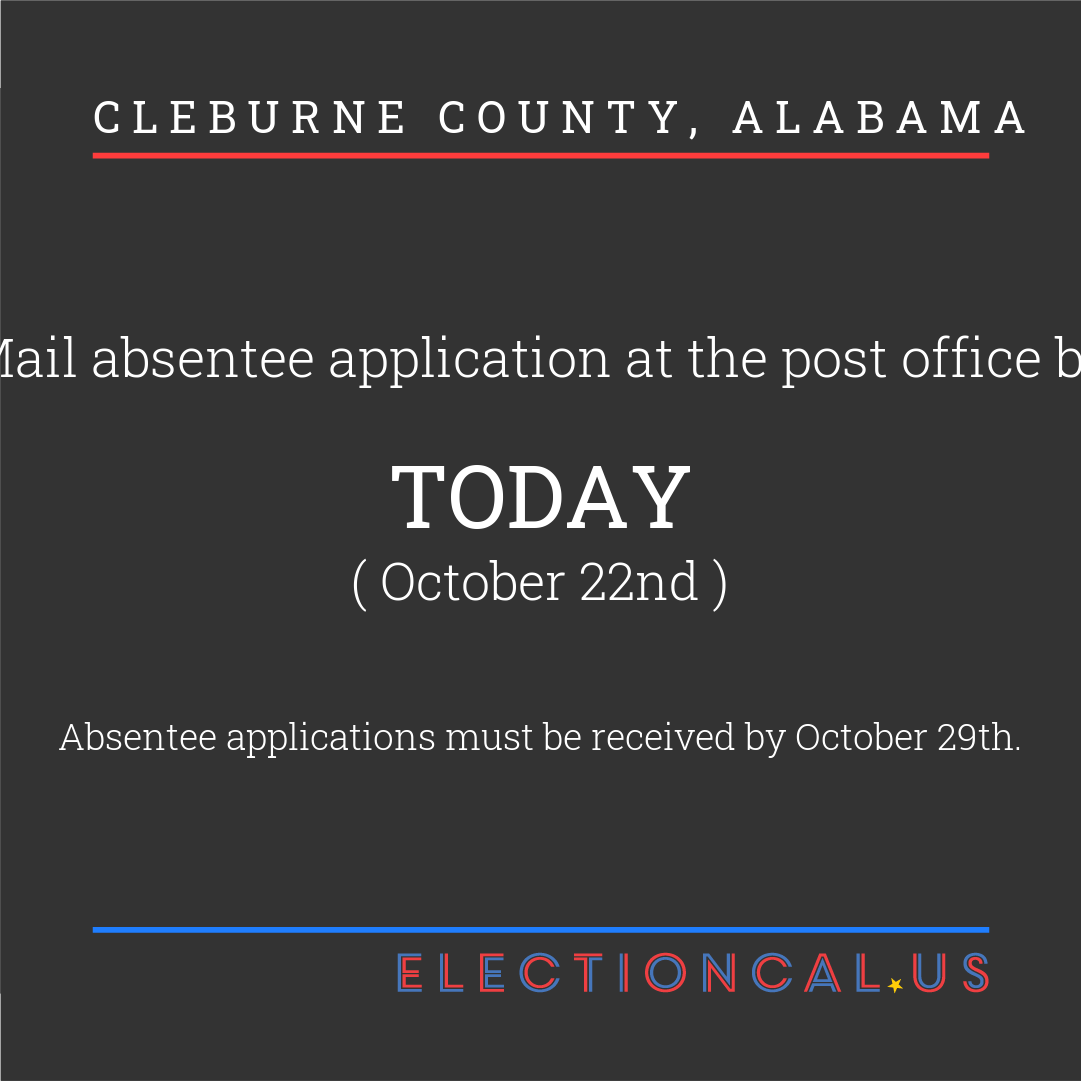 CLEBURNE COUNTY, ALABAMA
Mail absentee application at the post office b
TODAY
( October 22nd )
Absentee applications must be received by October 29th.
ELECTIONCAL.US